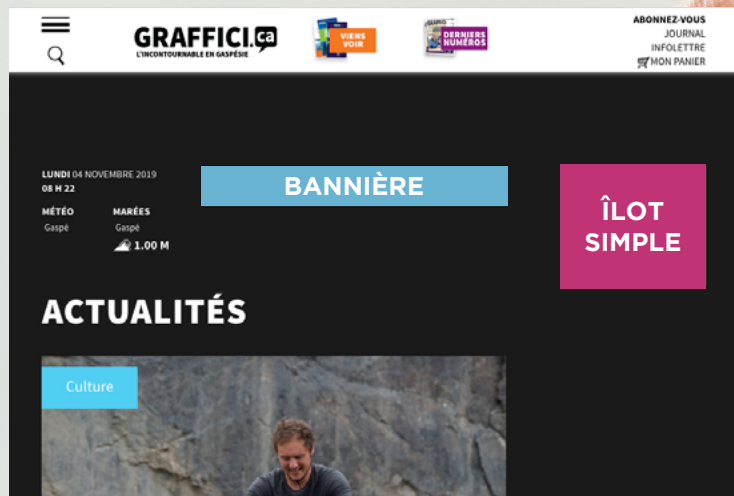 GRAFFICI.ca
L'INCONTOURNABLE EN GASPÉSIE
VIENS
VOIR
DERNIERS
NUMÉROS
ABONNEZ-VOUS
JOURNAL
INFOLETTRE
MON PANIER
LUNDI 04 NOVEMBRE 2019
08 H 22
MÉTÉO
Gaspé
MARÉES
Gaspé
1.00 M
BANNIÈRE
ÎLOT
SIMPLE
ACTUALITÉS
Culture